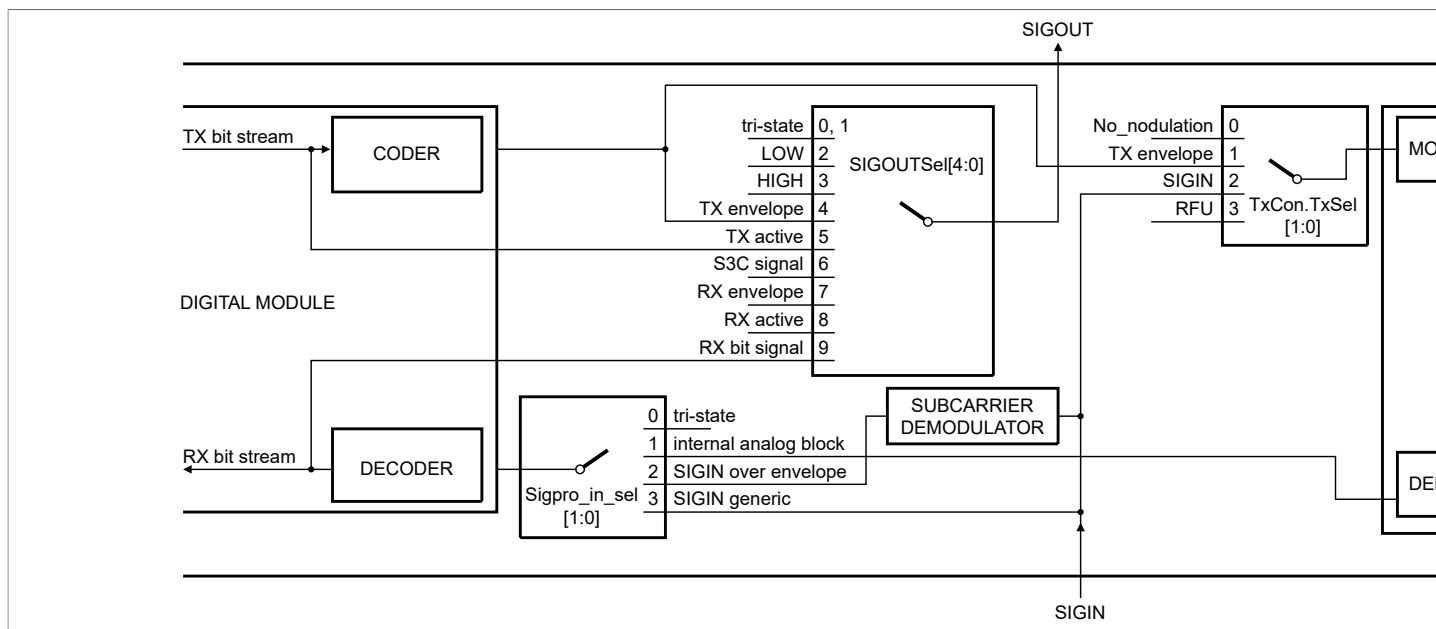 SIGOUT
TX bit stream
CODER
DIGITAL MODULE
RX bit stream
DECODER
tri-state 0, 1
LOW 2
HIGH 3
TX envelope 4
TX active 5
S3C signal 6
RX envelope 7
RX active 8
RX bit signal 9
SIGOUTSel[4:0]
No_nodulation 0
TX envelope 1
SIGIN 2
RFU 3
TxCon.TxSel
[1:0]
MO
SUBCARRIER
DEMODULATOR
0 tri-state
1 internal analog block
2 SIGIN over envelope
3 SIGIN generic
Sigpro_in_sel
[1:0]
SIGIN